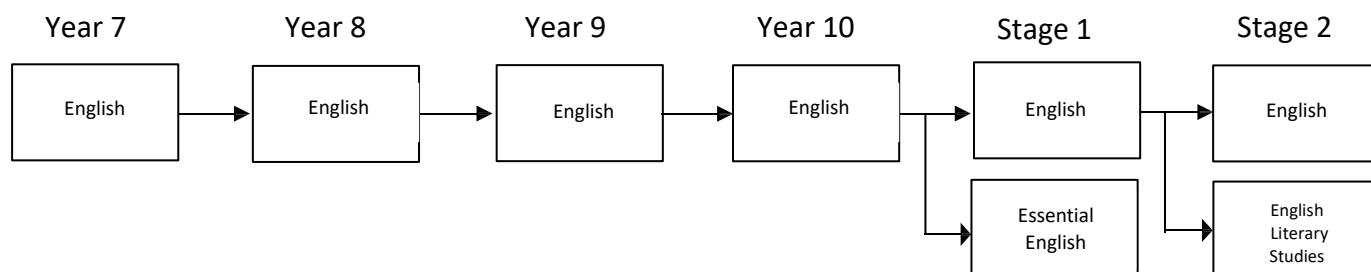 Year 7
Year 8
Year 9
Year 10
Stage 1
Stage 2
English
English
English
English
English
English
Essential
English
English
Literary
Studies